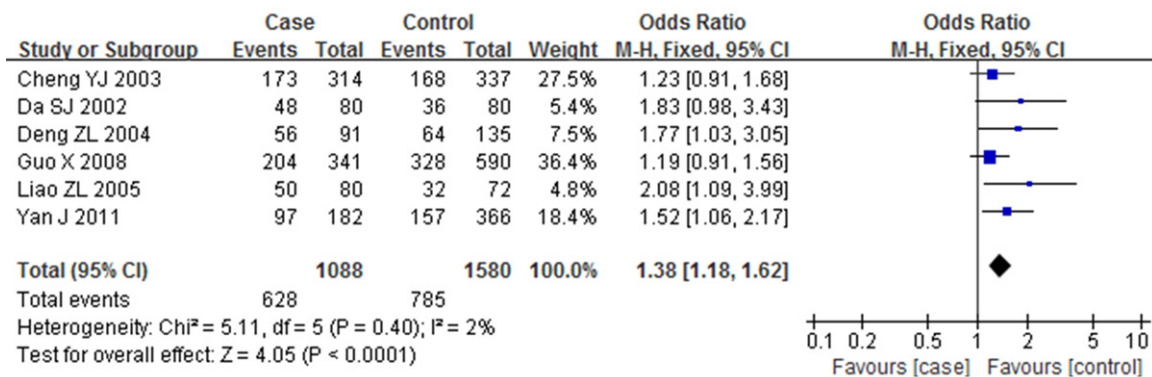 Case Control Odds Ratio Odds Ratio
Study or Subgroup Events Total Events Total Weight M-H, Fixed, 95% CI M-H, Fixed, 95% CI
Cheng YJ 2003 173 314 168 337 27.5% 1.23 [0.91, 1.68]
Da SJ 2002 48 80 36 80 5.4% 1.83 [0.98, 3.43]
Deng ZL 2004 56 91 64 135 7.5% 1.77 [1.03, 3.05]
Guo X 2008 204 341 328 590 36.4% 1.19 [0.91, 1.56]
Liao ZL 2005 50 80 32 72 4.8% 2.08 [1.09, 3.99]
Yan J 2011 97 182 157 366 18.4% 1.52 [1.06, 2.17]
Total (95% CI) 1088 1580 100.0% 1.38 [1.18, 1.62]
Total events 628 785
Heterogeneity: Chi² = 5.11, df = 5 (P = 0.40); I² = 2%
Test for overall effect: Z = 4.05 (P < 0.0001)
0.1 0.2 0.5 1 2 5 10
Favours [case] Favours [control]